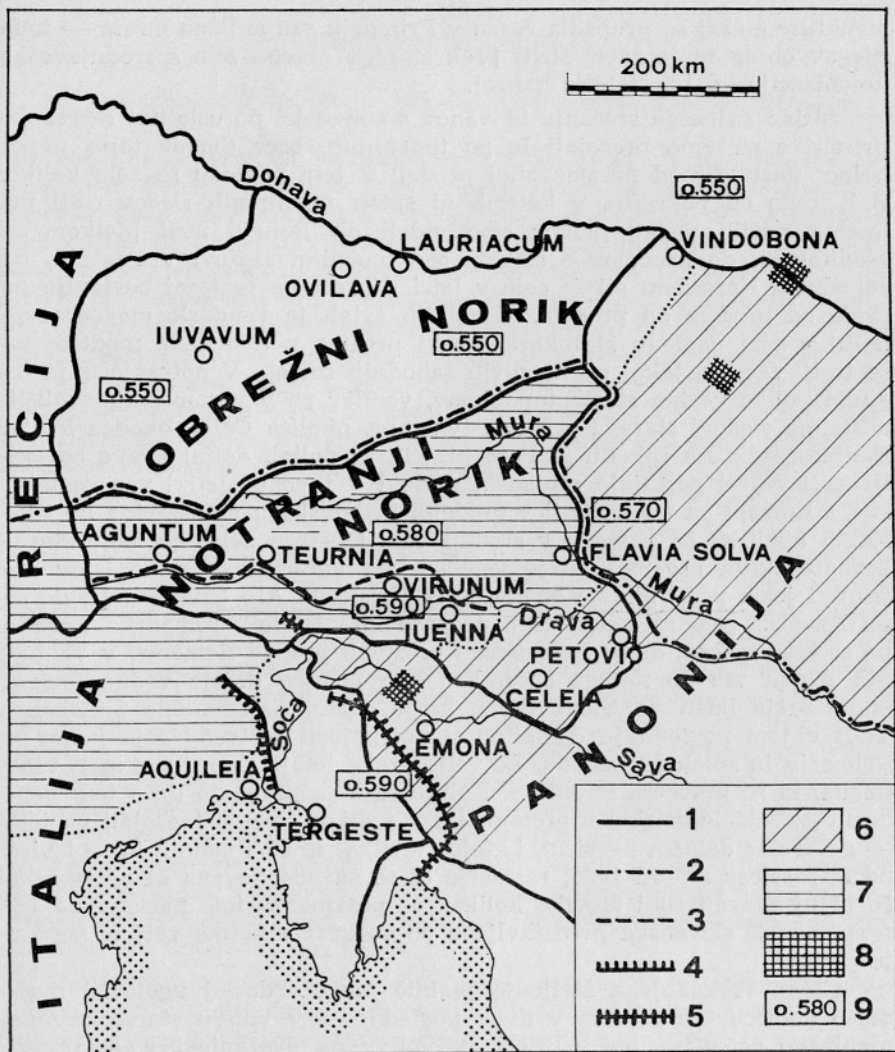 200 km
Donava
o.550
LAURIACUM
VINDOBONA
OVILAVA
IUVAVUM
OBREŽNI NORIK
o.550
o.550
RECIJA
Mura
NOTRANJI NORIK
o.570
o.580
AGUNTUM
TEURNIA
FLAVIA SOLVA
VIRUNUM
Mura
o.590
Drava
IUENNA
PETOVI
CELEIA
PANONIJA
Soča
EMONA
Sava
AQUILEIA
o.590
TERGESTE
ITALIJA
1
2
3
4
5
6
7
8
o.580
9